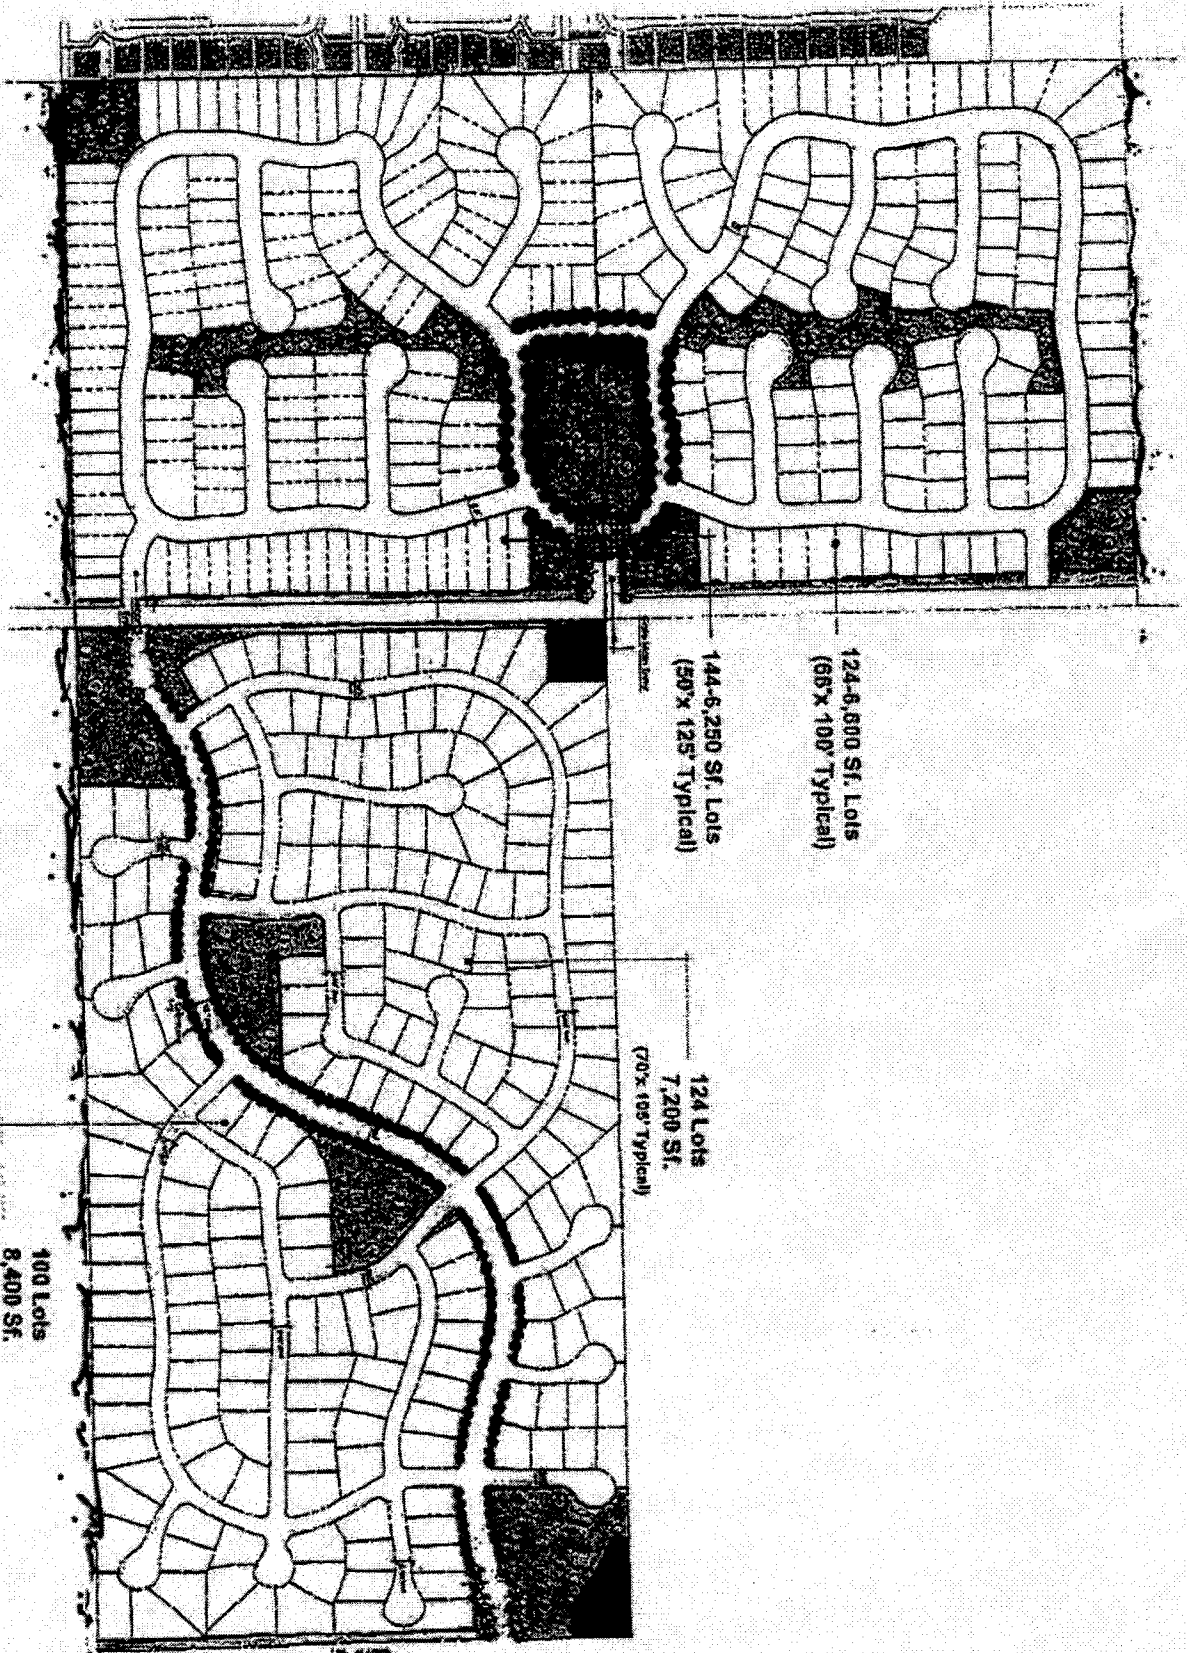 124-6,600 Sf. Lots
(66'x 100' Typical)
144-6,250 Sf. Lots
(50'x 125' Typical)
124 Lots
7,200 Sf.
(70'x 105' Typical)
100 Lots
8,400 Sf.